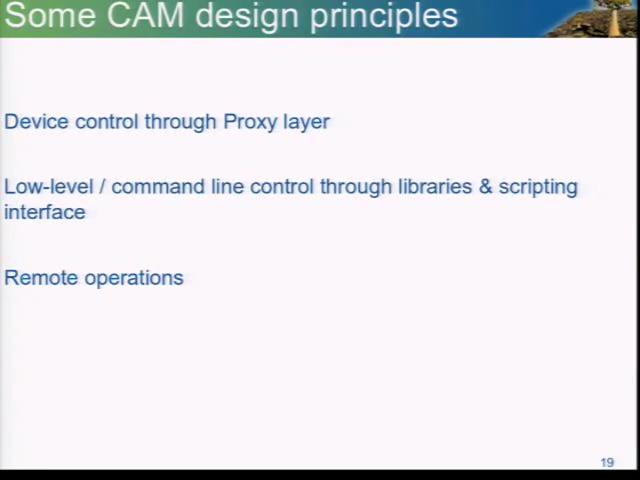 Some CAM design principles
Device control through Proxy layer
Low-level / command line control through libraries & scripting
interface
Remote operations
19